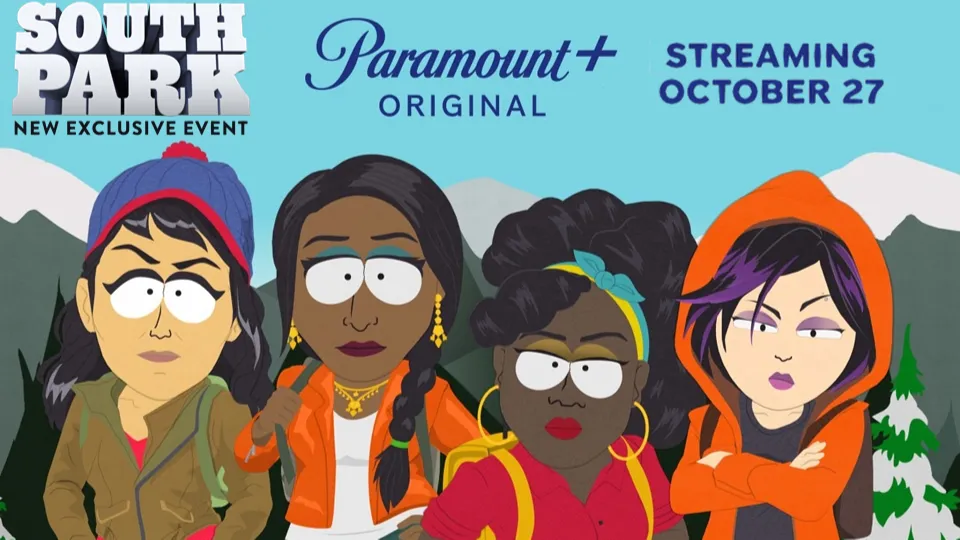 SOUTH
PARK
NEW EXCLUSIVE EVENT
Paramount+
ORIGINAL
STREAMING
OCTOBER 27